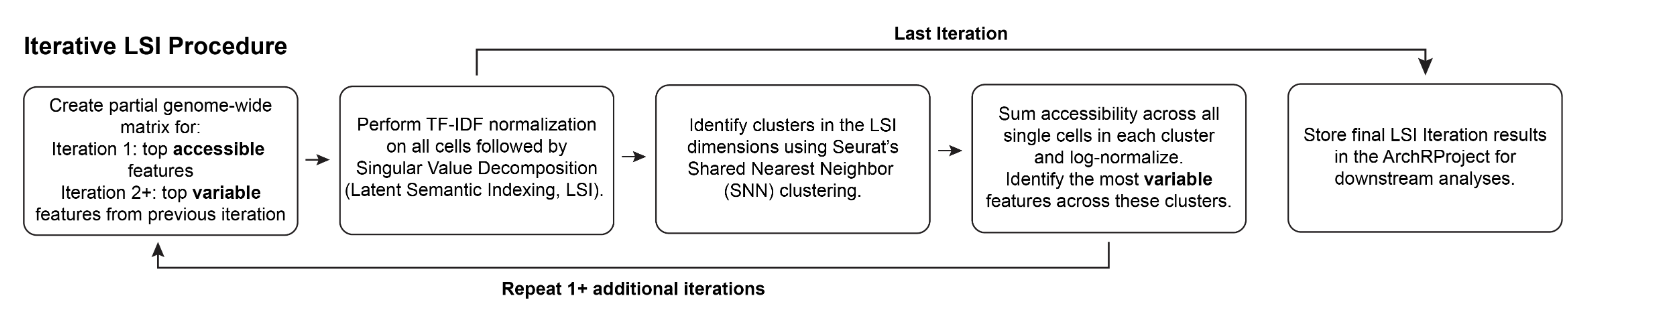 Iterative LSI Procedure
Last Iteration
Create partial genome-wide
matrix for:
Iteration 1: top accessible
features
Iteration 2+: top variable
features from previous iteration
Perform TF-IDF normalization
on all cells followed by
Singular Value Decomposition
(Latent Semantic Indexing, LSI).
Identify clusters in the LSI
dimensions using Seurat's
Shared Nearest Neighbor
(SNN) clustering.
Sum accessibility across all
single cells in each cluster
and log-normalize.
Identify the most variable
features across these clusters.
Store final LSI Iteration results
in the ArchRProject for
downstream analyses.
Repeat 1+ additional iterations